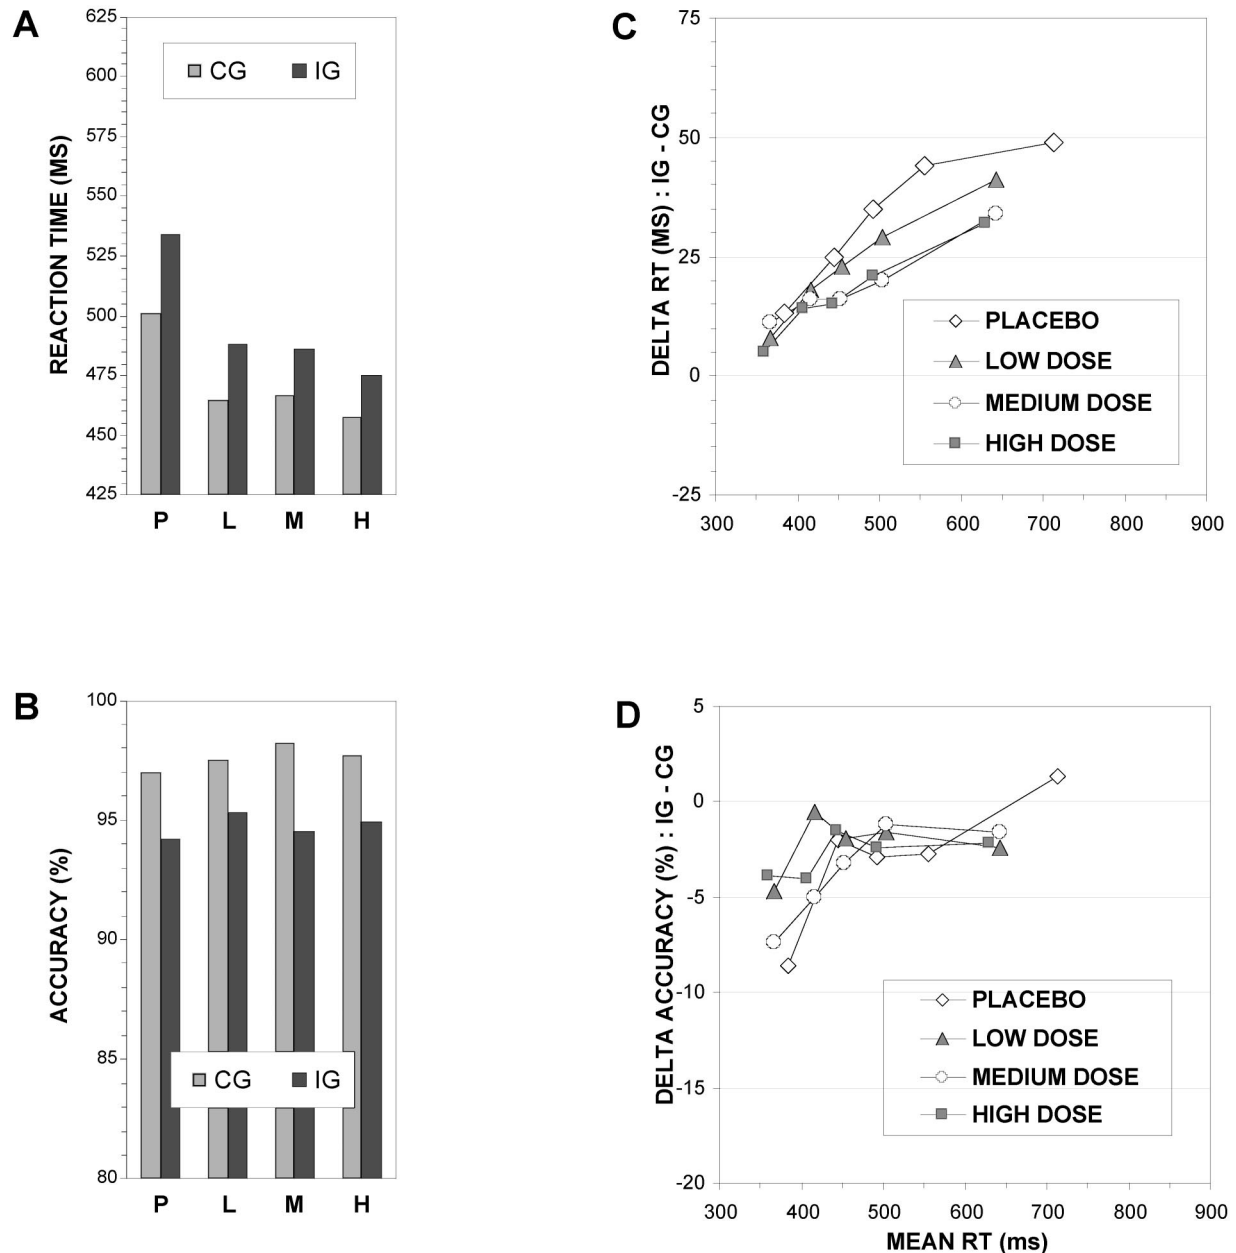 A
REACTION TIME (MS)
625
600
575
550
525
500
475
450
425
CG IG
P L M H
C
DELTA RT (MS) : IG - CG
75
50
25
0
-25
PLACEBO
LOW DOSE
MEDIUM DOSE
HIGH DOSE
300 400 500 600 700 800 900
B
ACCURACY (%)
100
95
90
85
80
CG IG
P L M H
D
DELTA ACCURACY (%) : IG - CG
5
0
-5
-10
-15
-20
PLACEBO
LOW DOSE
MEDIUM DOSE
HIGH DOSE
300 400 500 600 700 800 900
MEAN RT (ms)